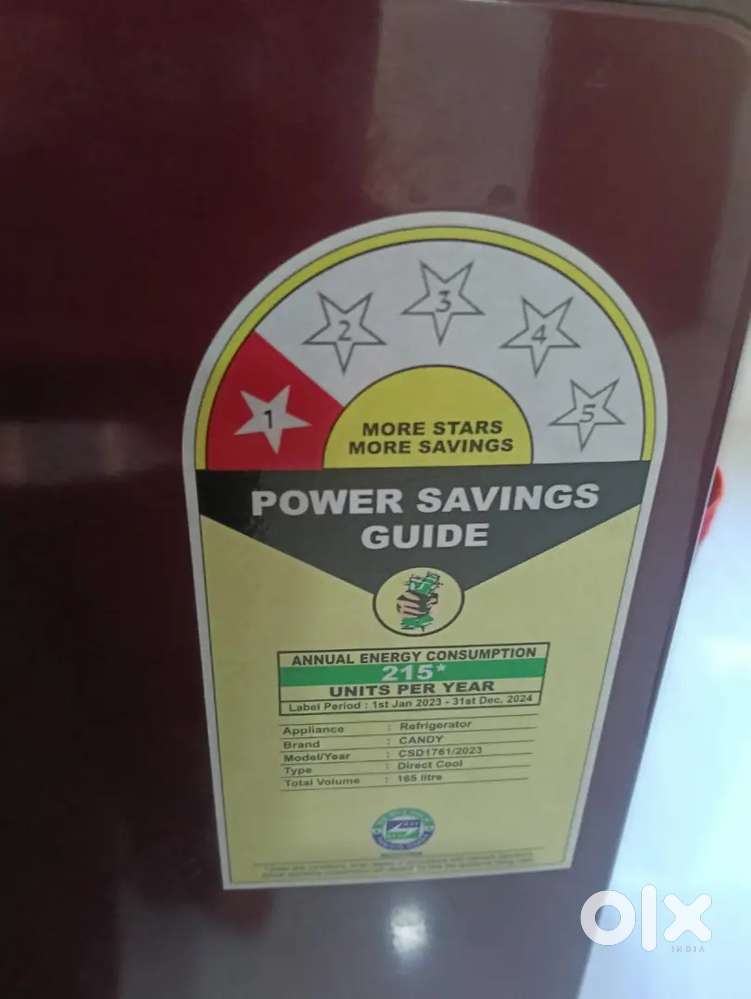 1
2
3
4
5
MORE STARS
MORE SAVINGS
POWER SAVINGS
GUIDE
ANNUAL ENERGY CONSUMPTION
215*
UNITS PER YEAR
Label Period : 1st Jan 2023 - 31st Dec, 2024
Appliance : Refrigerator
Brand : CANDY
Model/Year : CSD1761/2023
Type : Direct Cool
Total Volume : 165 litre
olx
INDIA